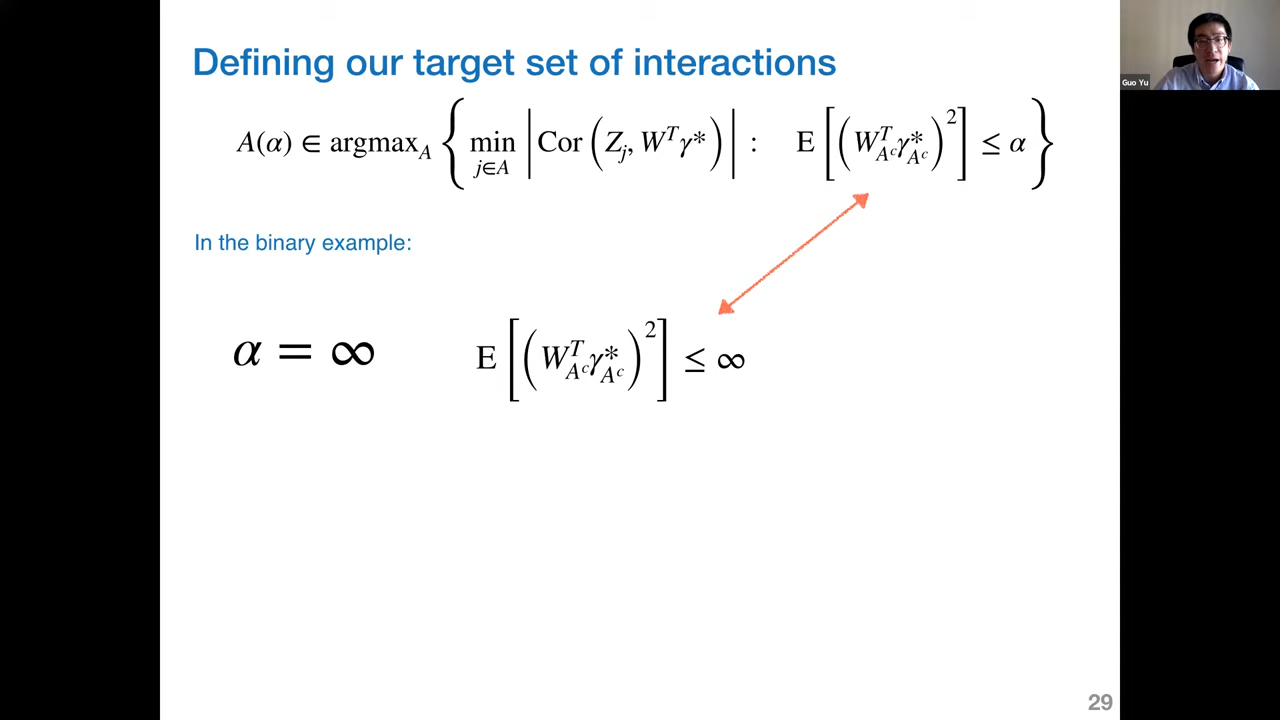 Defining our target set of interactions
Guo Yu
A(α) ∈ argmax_A { min_{j∈A} | Cor ( Z_j, W^T γ* ) | : E [ ( W^T_{A^c} γ*_{A^c} )^2 ] ≤ α }
In the binary example:
α = ∞ E [ ( W^T_{A^c} γ*_{A^c} )^2 ] ≤ ∞
29